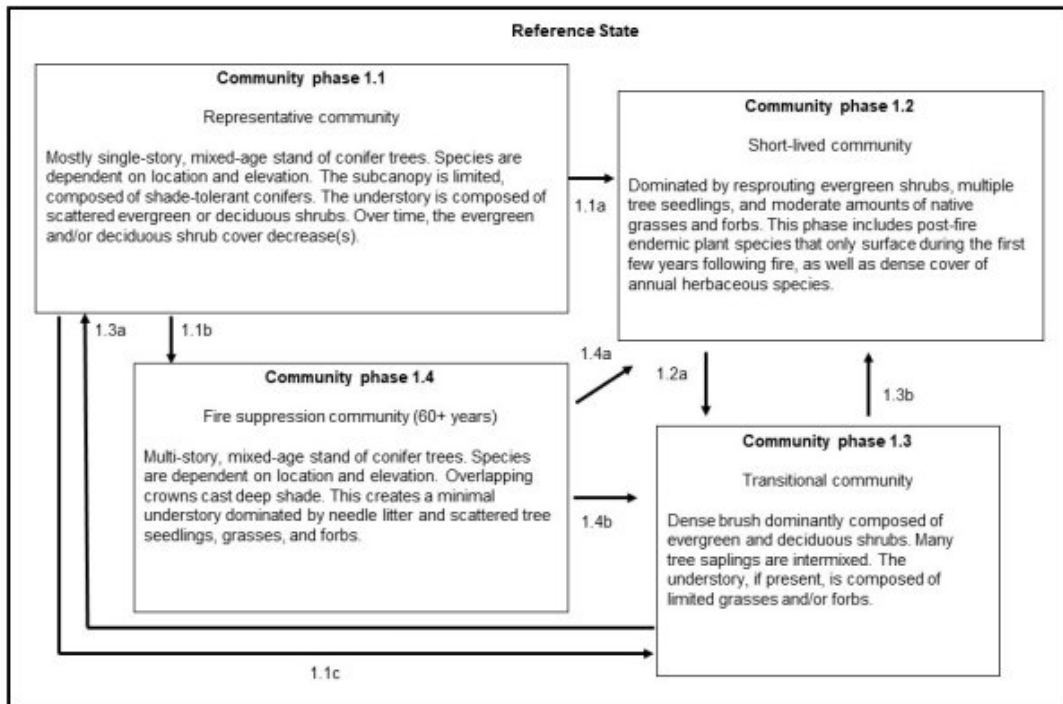 Reference State
Community phase 1.1
Representative community
Mostly single-story, mixed-age stand of conifer trees. Species are
dependent on location and elevation. The subcanopy is limited,
composed of shade-tolerant conifers. The understory is composed of
scattered evergreen or deciduous shrubs. Over time, the evergreen
and/or deciduous shrub cover decrease(s).
1.1a
Community phase 1.2
Short-lived community
Dominated by resprouting evergreen shrubs, multiple
tree seedlings, and moderate amounts of native
grasses and forbs. This phase includes post-fire
endemic plant species that only surface during the first
few years following fire, as well as dense cover of
annual herbaceous species.
1.3a
1.1b
1.4a
1.2a
1.3b
Community phase 1.4
Fire suppression community (60+ years)
Multi-story, mixed-age stand of conifer trees. Species
are dependent on location and elevation. Overlapping
crowns cast deep shade. This creates a minimal
understory dominated by needle litter and scattered tree
seedlings, grasses, and forbs.
1.4b
Community phase 1.3
Transitional community
Dense brush dominantly composed of
evergreen and deciduous shrubs. Many
tree saplings are intermixed. The
understory, if present, is composed of
limited grasses and/or forbs.
1.1c